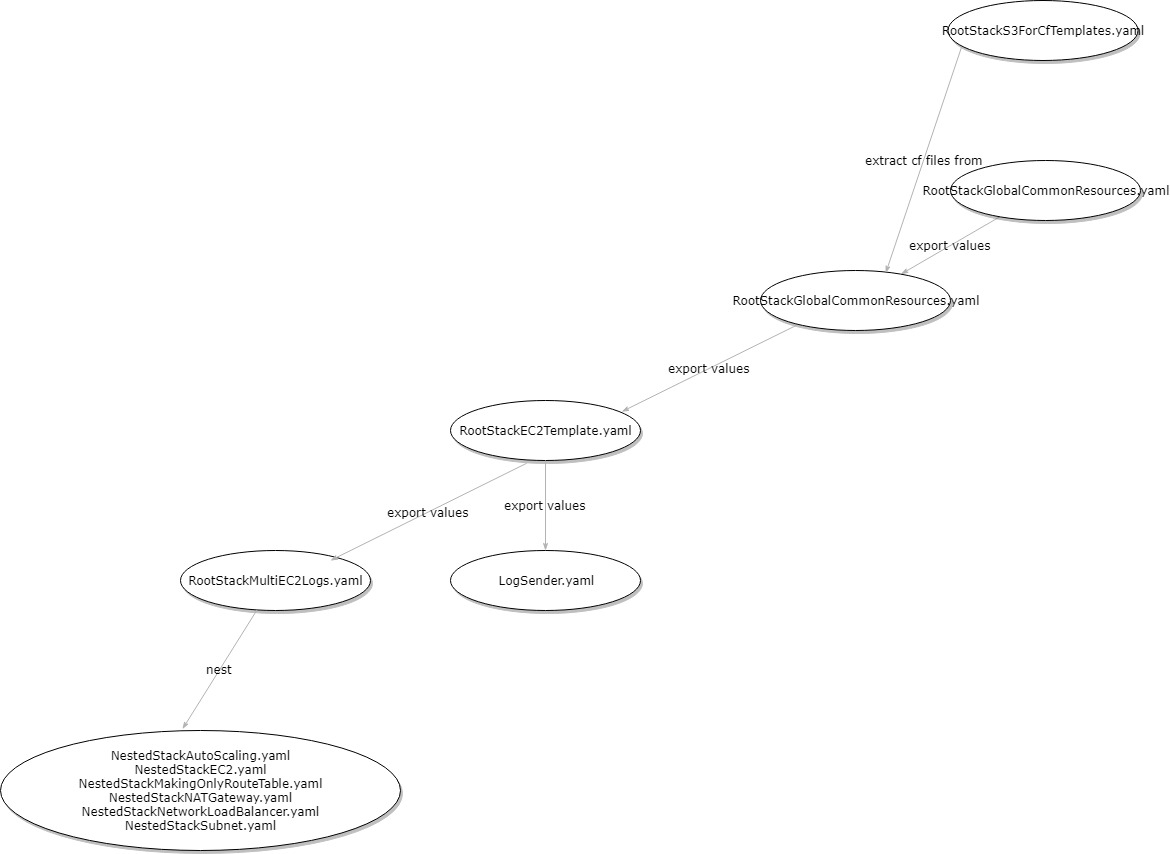 RootStackS3ForCfTemplates.yaml
extract cf files from
RootStackGlobalCommonResources.yaml
export values
RootStackGlobalCommonResources.yaml
export values
RootStackEC2Template.yaml
export values
export values
RootStackMultiEC2Logs.yaml
LogSender.yaml
nest
NestedStackAutoScaling.yaml
NestedStackEC2.yaml
NestedStackMakingOnlyRouteTable.yaml
NestedStackNATGateway.yaml
NestedStackNetworkLoadBalancer.yaml
NestedStackSubnet.yaml